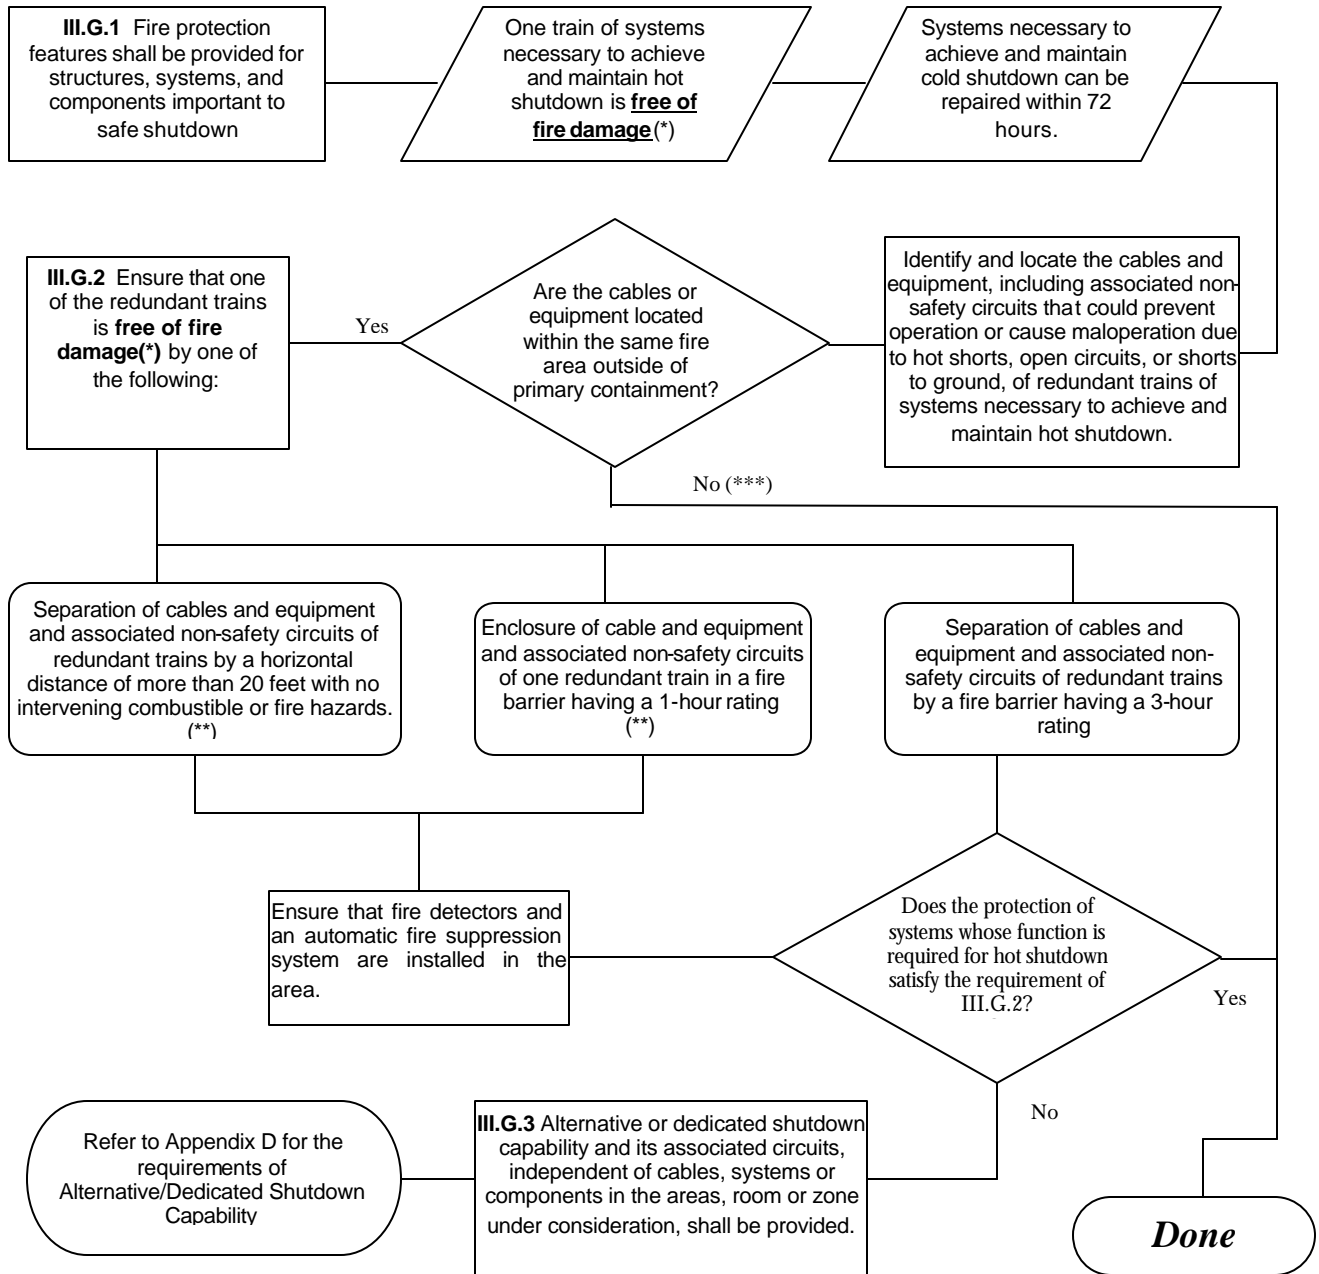 III.G.1 Fire protection
features shall be provided for
structures, systems, and
components important to
safe shutdown
One train of systems
necessary to achieve
and maintain hot
shutdown is free of
fire damage(*)
Systems necessary to
achieve and maintain
cold shutdown can be
repaired within 72
hours.
Identify and locate the cables and
equipment, including associated non-
safety circuits that could prevent
operation or cause maloperation due
to hot shorts, open circuits, or shorts
to ground, of redundant trains of
systems necessary to achieve and
maintain hot shutdown.
Are the cables or
equipment located
within the same fire
area outside of
primary containment?
Yes
No (***)
III.G.2 Ensure that one
of the redundant trains
is free of fire
damage(*) by one of
the following:
Separation of cables and equipment
and associated non-safety circuits of
redundant trains by a horizontal
distance of more than 20 feet with no
intervening combustible or fire hazards.
(**)
Enclosure of cable and equipment
and associated non-safety circuits
of one redundant train in a fire
barrier having a 1-hour rating
(**)
Separation of cables and
equipment and associated non-
safety circuits of redundant trains
by a fire barrier having a 3-hour
rating
Ensure that fire detectors and
an automatic fire suppression
system are installed in the
area.
Does the protection of
systems whose function is
required for hot shutdown
satisfy the requirement of
III.G.2?
Yes
No
III.G.3 Alternative or dedicated shutdown
capability and its associated circuits,
independent of cables, systems or
components in the areas, room or zone
under consideration, shall be provided.
Refer to Appendix D for the
requirements of
Alternative/Dedicated Shutdown
Capability
Done